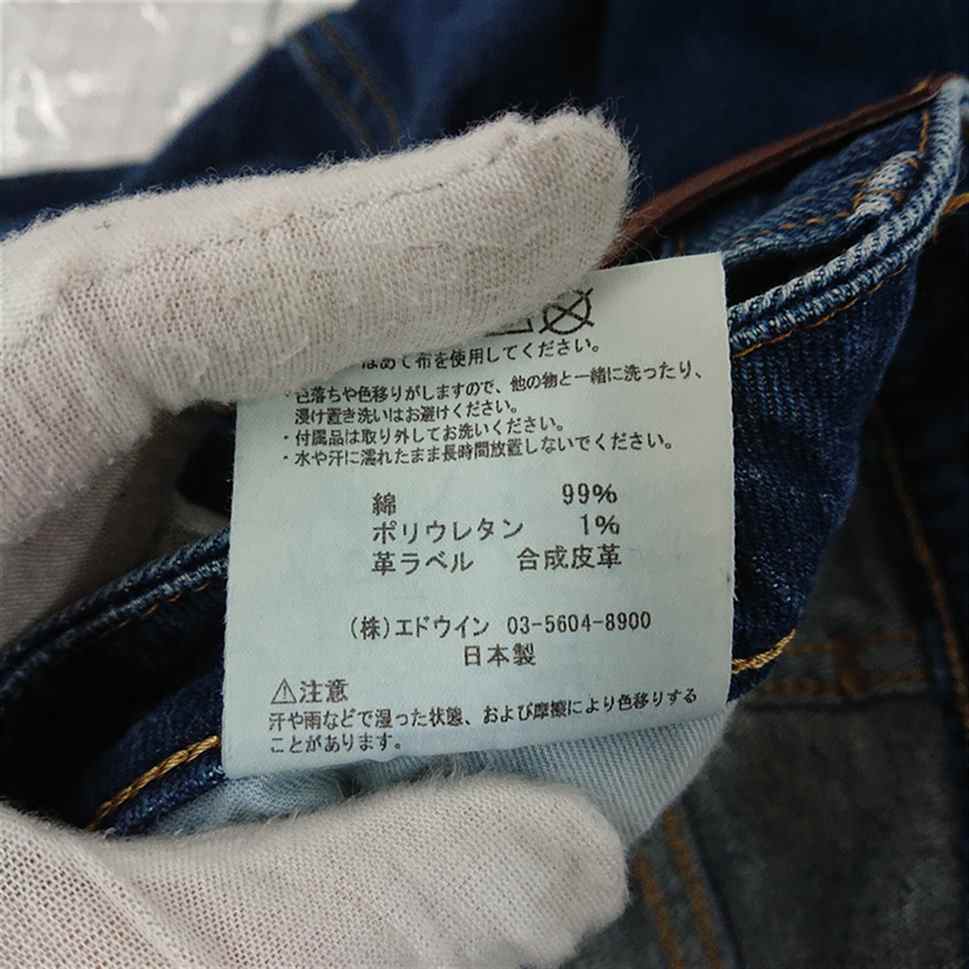 はあて布を使用してください。
・色落ちや色移りがしますので、他の物と一緒に洗ったり、
浸け置き洗いはお避けください。
・付属品は取り外してお洗いください。
・水や汗に濡れたまま長時間放置しないでください。
綿 99%
ポリウレタン 1%
革ラベル 合成皮革
(株)エドウイン 03-5604-8900
日本製
⚠注意
汗や雨などで湿った状態、および摩擦により色移りする
ことがあります。